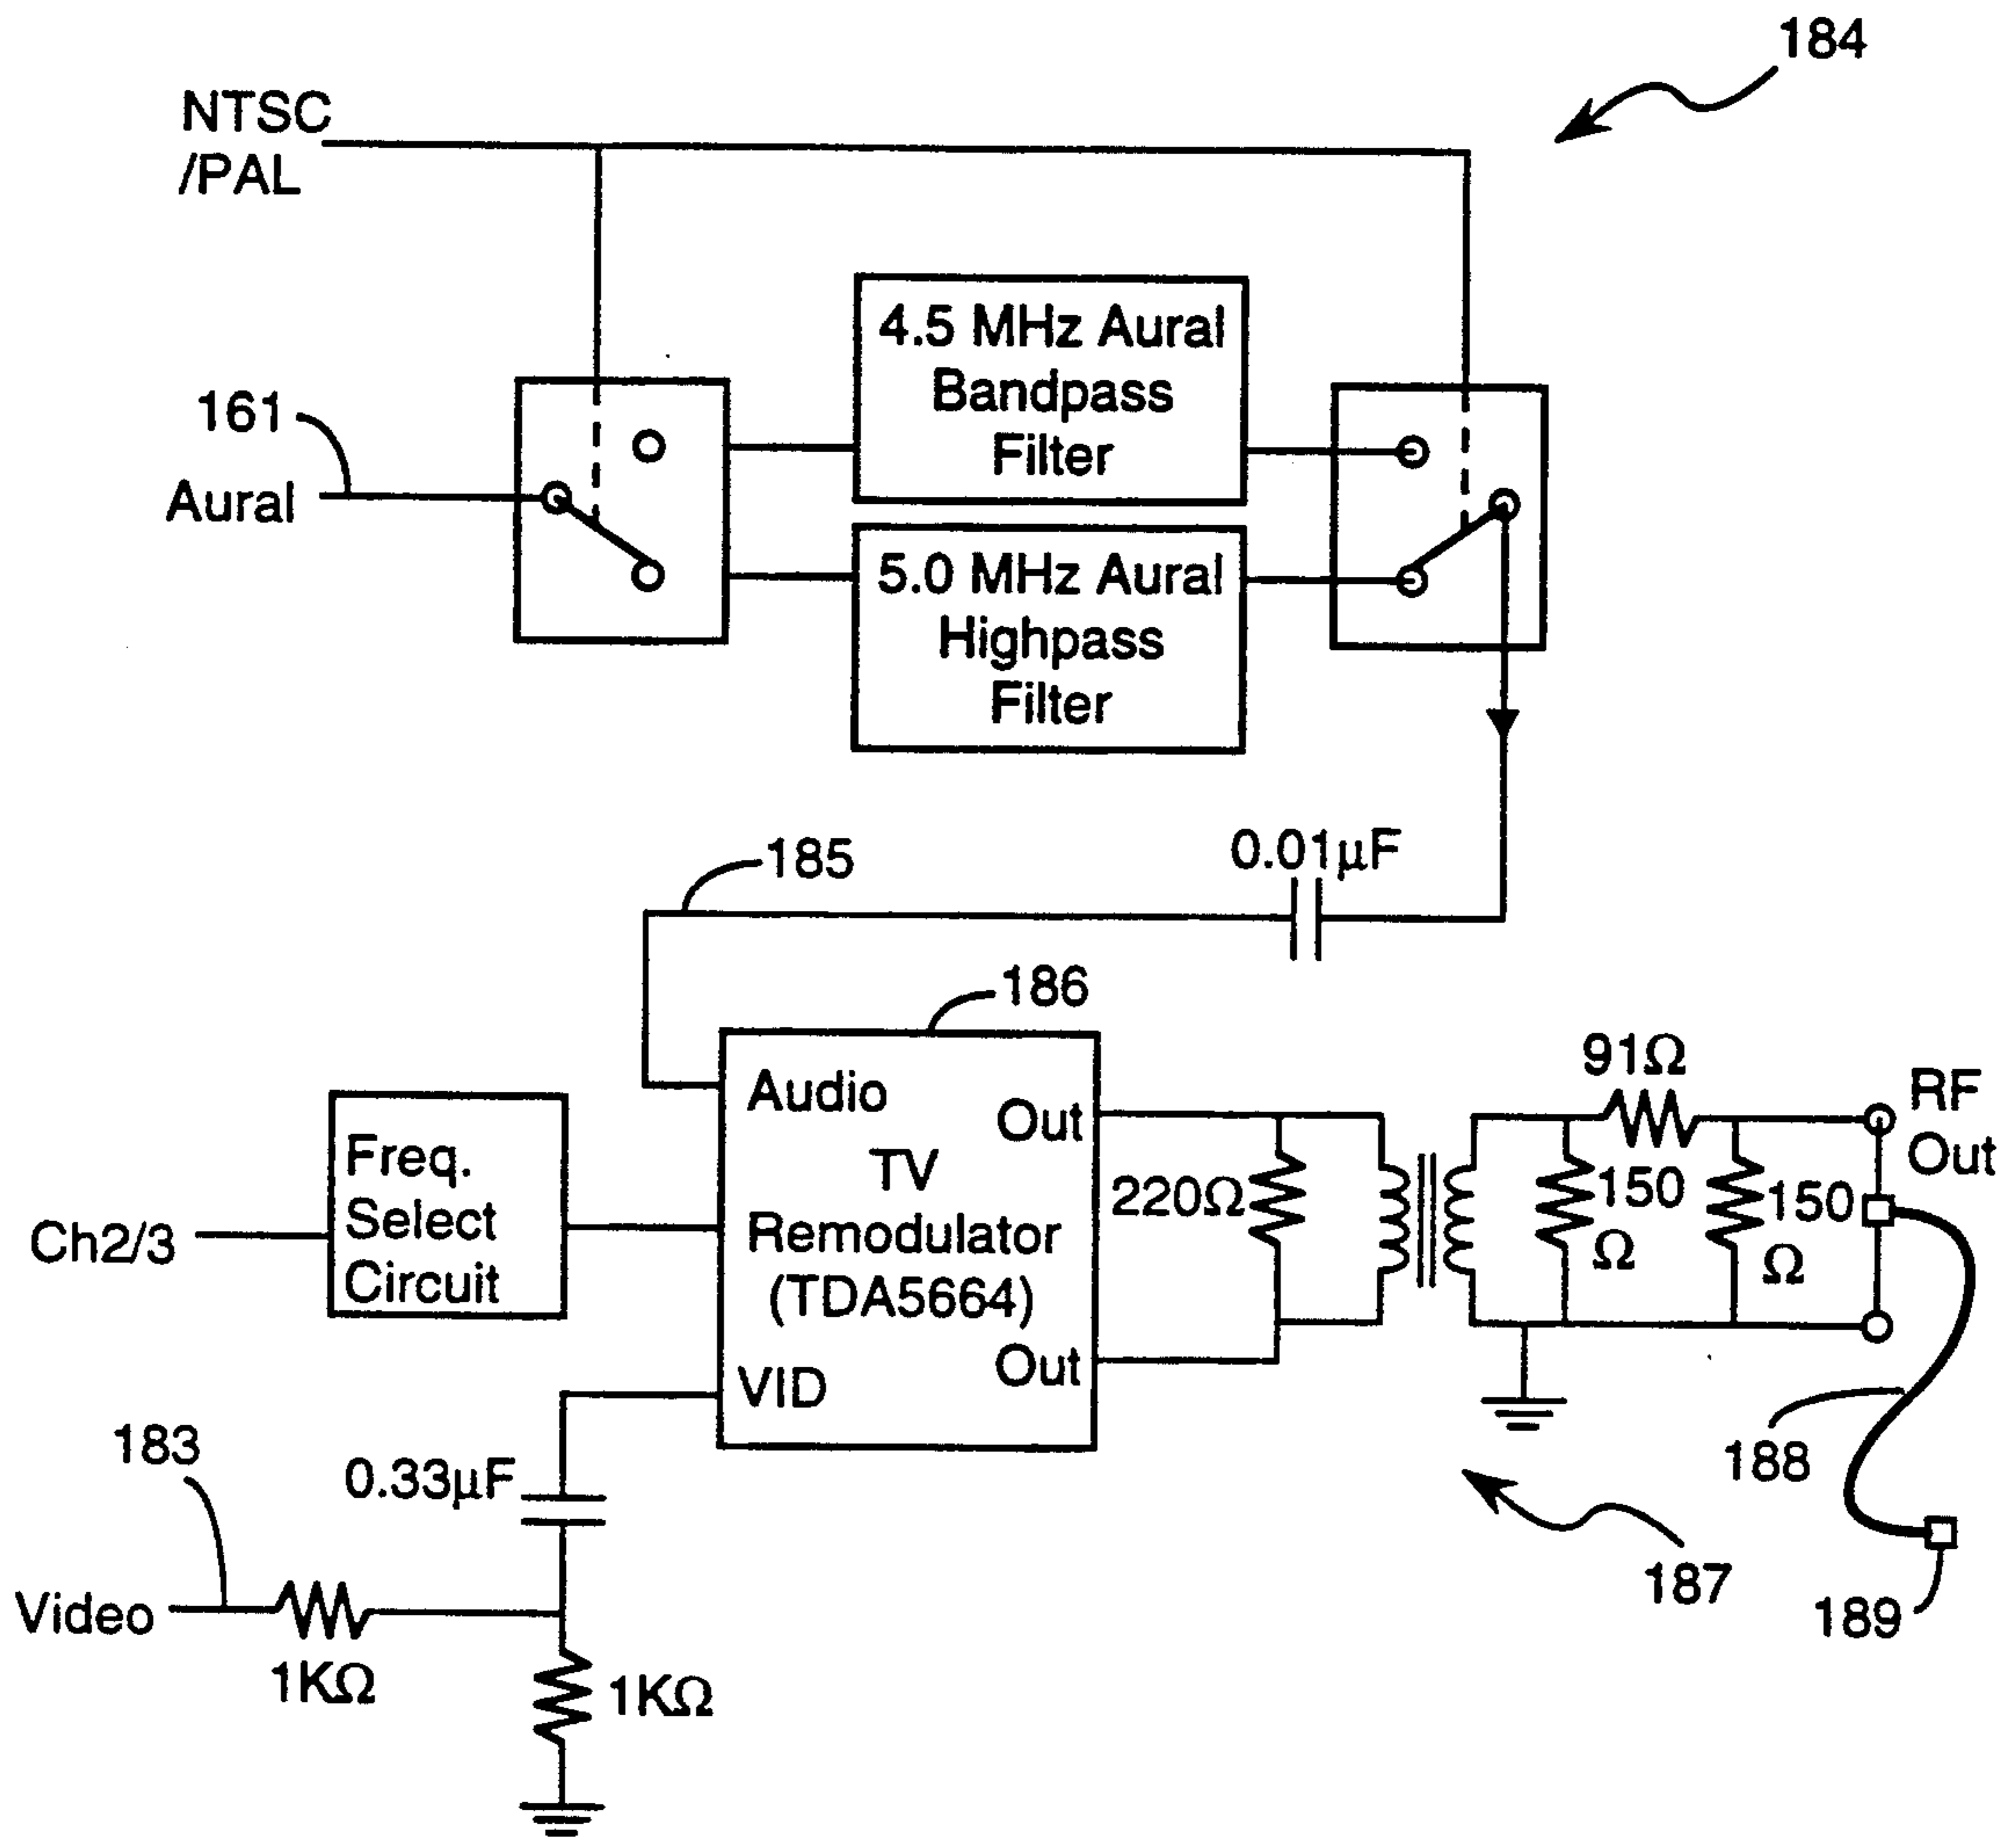 184
NTSC
/PAL
4.5 MHz Aural
Bandpass
Filter
161
Aural
5.0 MHz Aural
Highpass
Filter
0.01µF
185
186
Audio
Out
TV
Remodulator
(TDA5664)
Out
VID
Freq.
Select
Circuit
Ch2/3
220Ω
91Ω
150
Ω
150
Ω
RF
Out
183
0.33µF
Video
1KΩ
1KΩ
188
187
189